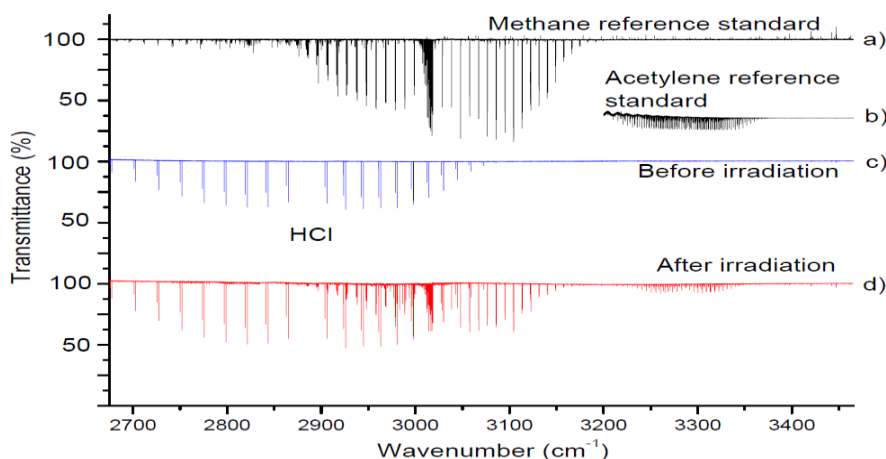 Methane reference standard
a)
100
Acetylene reference
standard
50
b)
100
c)
Before irradiation
50
HCl
After irradiation
100
d)
50
Transmittance (%)
2700 2800 2900 3000 3100 3200 3300 3400
Wavenumber (cm⁻¹)